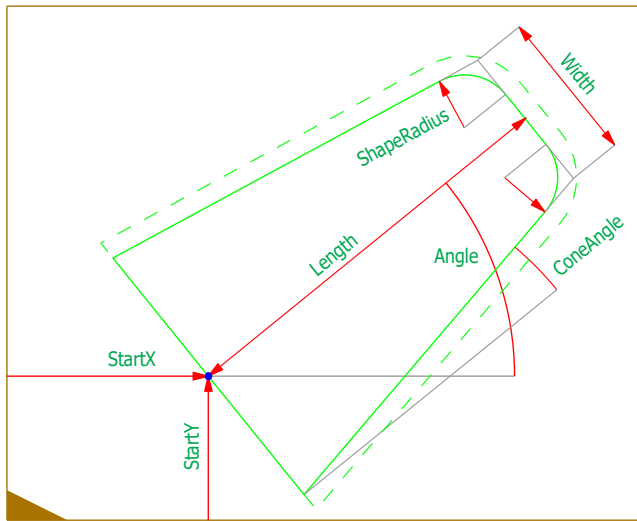 Width
ShapeRadius
Length
Angle
ConeAngle
StartX
StartY